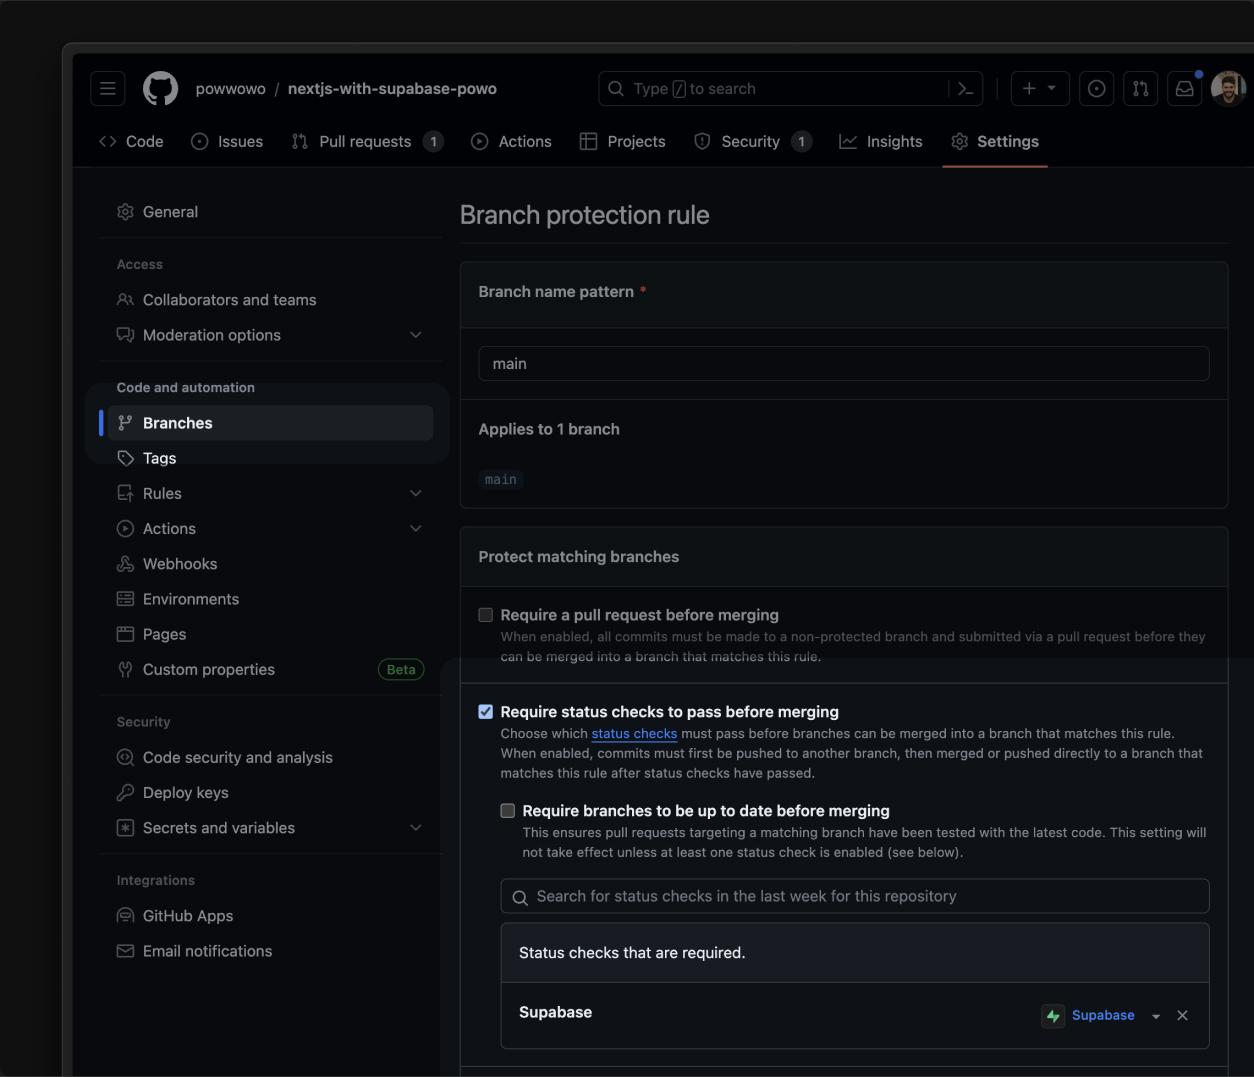 powwowo / nextjs-with-supabase-powo
Type / to search
Code
Issues
Pull requests 1
Actions
Projects
Security 1
Insights
Settings
General
Access
Collaborators and teams
Moderation options
Code and automation
Branches
Tags
Rules
Actions
Webhooks
Environments
Pages
Custom properties Beta
Security
Code security and analysis
Deploy keys
Secrets and variables
Integrations
GitHub Apps
Email notifications
Branch protection rule
Branch name pattern *
main
Applies to 1 branch
main
Protect matching branches
Require a pull request before merging
When enabled, all commits must be made to a non-protected branch and submitted via a pull request before they
can be merged into a branch that matches this rule.
Require status checks to pass before merging
Choose which status checks must pass before branches can be merged into a branch that matches this rule.
When enabled, commits must first be pushed to another branch, then merged or pushed directly to a branch that
matches this rule after status checks have passed.
Require branches to be up to date before merging
This ensures pull requests targeting a matching branch have been tested with the latest code. This setting will
not take effect unless at least one status check is enabled (see below).
Search for status checks in the last week for this repository
Status checks that are required.
Supabase
Supabase